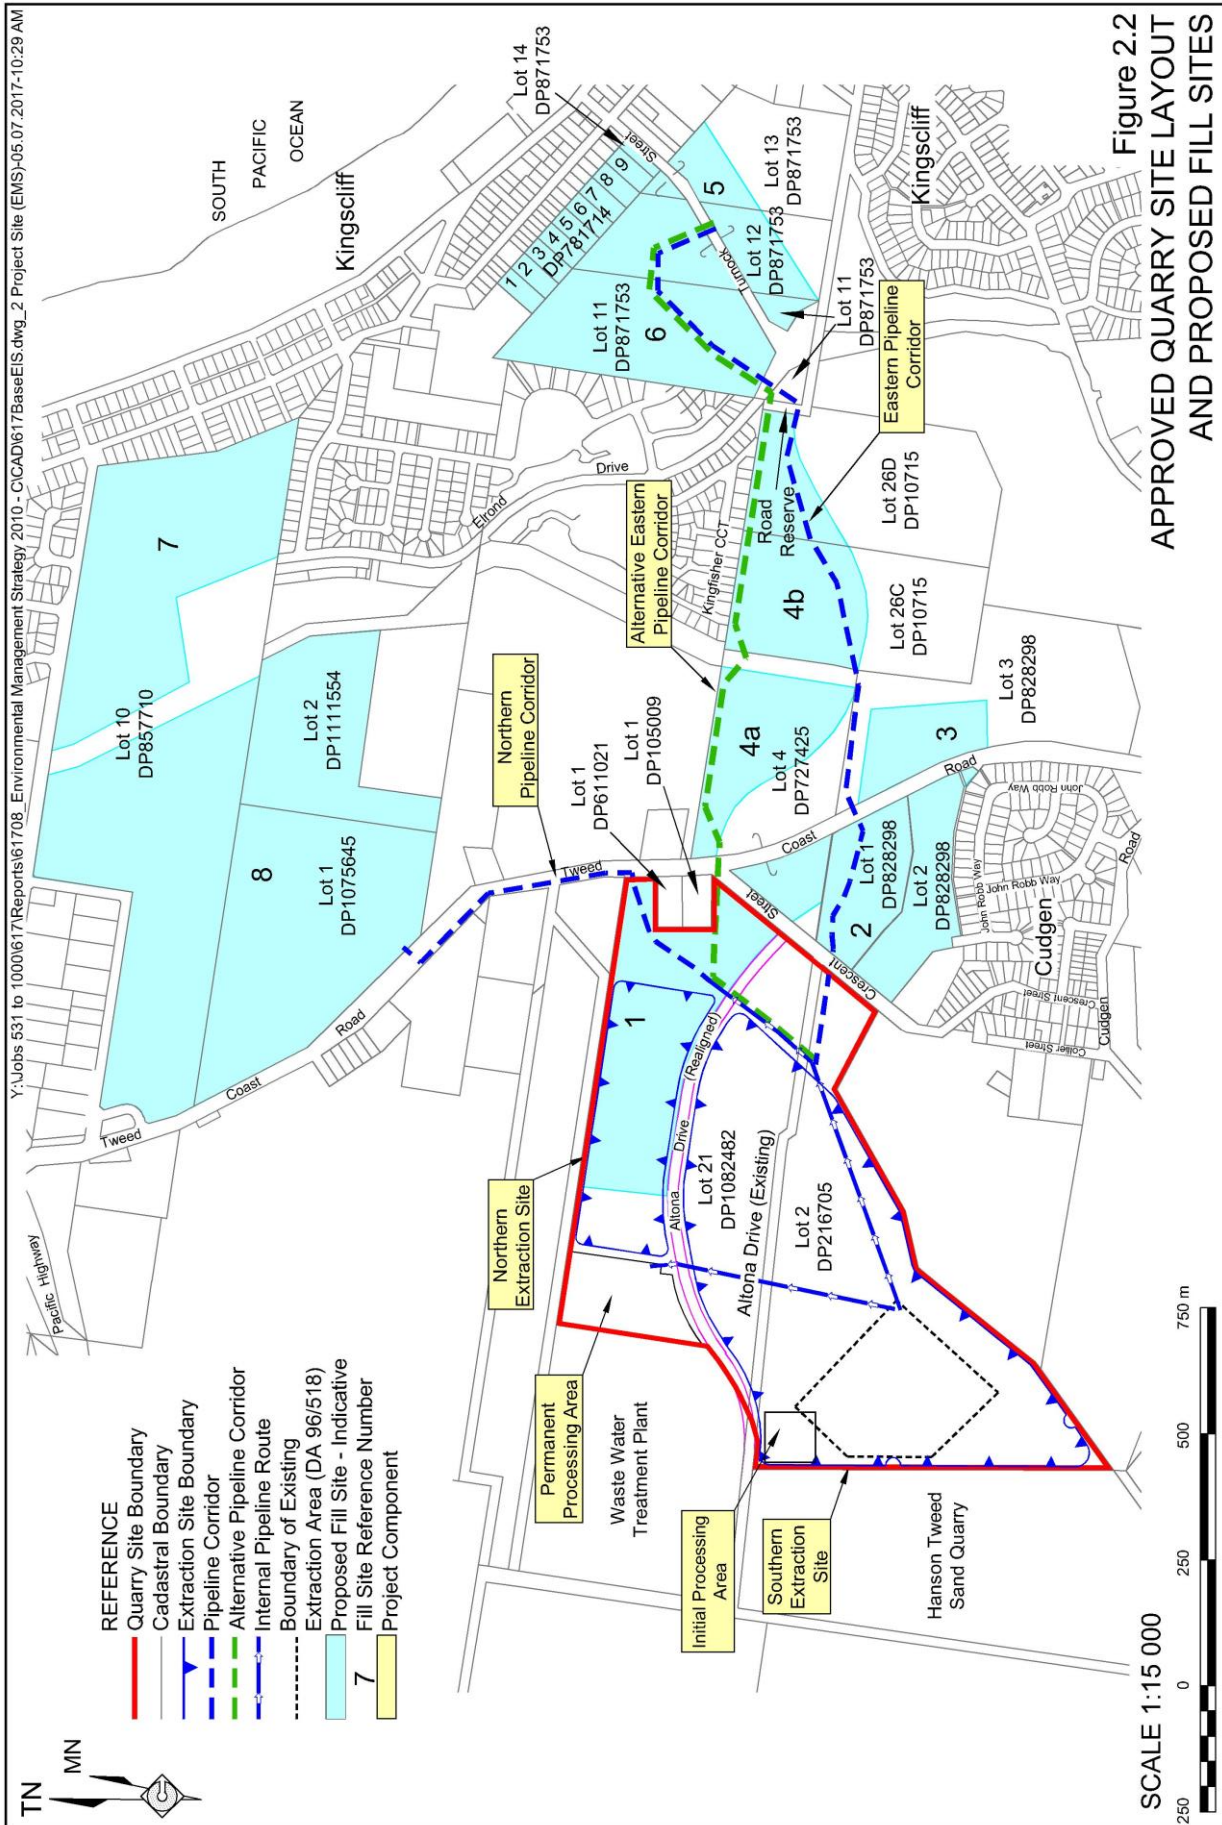 Y:\Jobs 531 to 1000\617\Reports\61708_Environmental Management Strategy 2010 - C\CAD\617BaseEIS.dwg_2 Project Site (EMS)-05.07.2017-10:29 AM
TN
MN
REFERENCE
Quarry Site Boundary
Cadastral Boundary
Extraction Site Boundary
Pipeline Corridor
Alternative Pipeline Corridor
Internal Pipeline Route
Boundary of Existing
Extraction Area (DA 96/518)
Proposed Fill Site - Indicative
7
Fill Site Reference Number
Project Component
Pacific Highway
Tweed
Coast
Road
Lot 10
DP857710
7
8
Lot 2
DP1111554
Lot 1
DP1075645
SOUTH
PACIFIC
OCEAN
Kingscliff
Elrond
Drive
Northern
Pipeline Corridor
Tweed
Lot 1
DP611021
Lot 1
DP105009
Alternative Eastern
Pipeline Corridor
Kingfisher CCT
Lot 14
DP871753
1
2
3
4
5
6
7
8
9
DP781714
Street
Turnock
Lot 11
DP871753
6
5
Lot 12
DP871753
Lot 13
DP871753
Lot 11
DP871753
Eastern Pipeline
Corridor
Road
Reserve
4b
Lot 26D
DP10715
Lot 26C
DP10715
4a
Lot 4
DP727425
Coast
Road
3
Lot 3
DP828298
Lot 1
DP828298
Lot 2
DP828298
2
Street
Crescent
John Robb Way
John Robb Way
John Robb Way
Cudgen
Crescent Street
Collier Street
Cudgen
Road
Kingscliff
Northern
Extraction Site
1
Altona
Drive
(Realigned)
Lot 21
DP1082482
Altona Drive (Existing)
Lot 2
DP216705
Permanent
Processing Area
Waste Water
Treatment Plant
Initial Processing
Area
Southern
Extraction
Site
Hanson Tweed
Sand Quarry
SCALE 1:15 000
250
0
250
500
750 m
Figure 2.2
APPROVED QUARRY SITE LAYOUT
AND PROPOSED FILL SITES